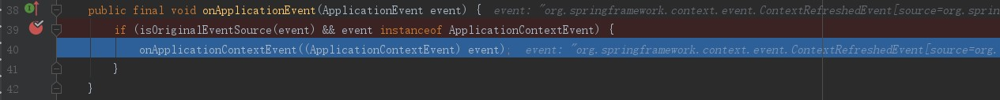 38 public final void onApplicationEvent(ApplicationEvent event) { event: "org.springframework.context.event.ContextRefreshedEvent[source=org.sprin
39 if (isOriginalEventSource(event) && event instanceof ApplicationContextEvent) {
40 onApplicationContextEvent((ApplicationContextEvent) event); event: "org.springframework.context.event.ContextRefreshedEvent[source=org.
41 }
42 }